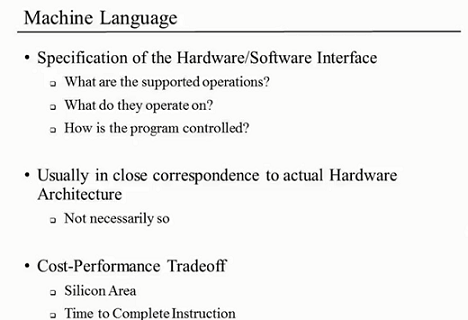 Machine Language
• Specification of the Hardware/Software Interface
❑ What are the supported operations?
❑ What do they operate on?
❑ How is the program controlled?
• Usually in close correspondence to actual Hardware
Architecture
❑ Not necessarily so
• Cost-Performance Tradeoff
❑ Silicon Area
❑ Time to Complete Instruction